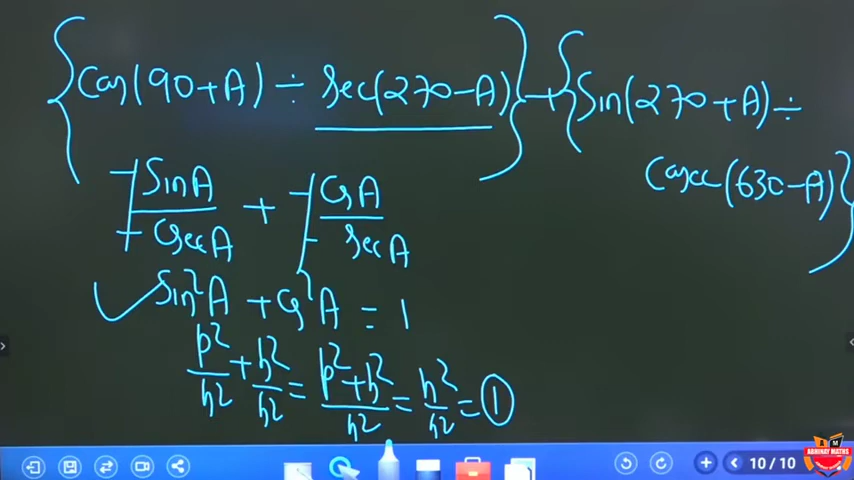 {Cos(90+A) ÷ Sec(270-A)} + {Sin(270+A) ÷
Cosec(630-A)}
-SinA/-CosecA + -CosA/-SecA
Sin²A + Cos²A = 1
p²/h² + b²/h² = p²+b²/h² = h²/h² = 1
10/10
A M
ABHINAY MATHS